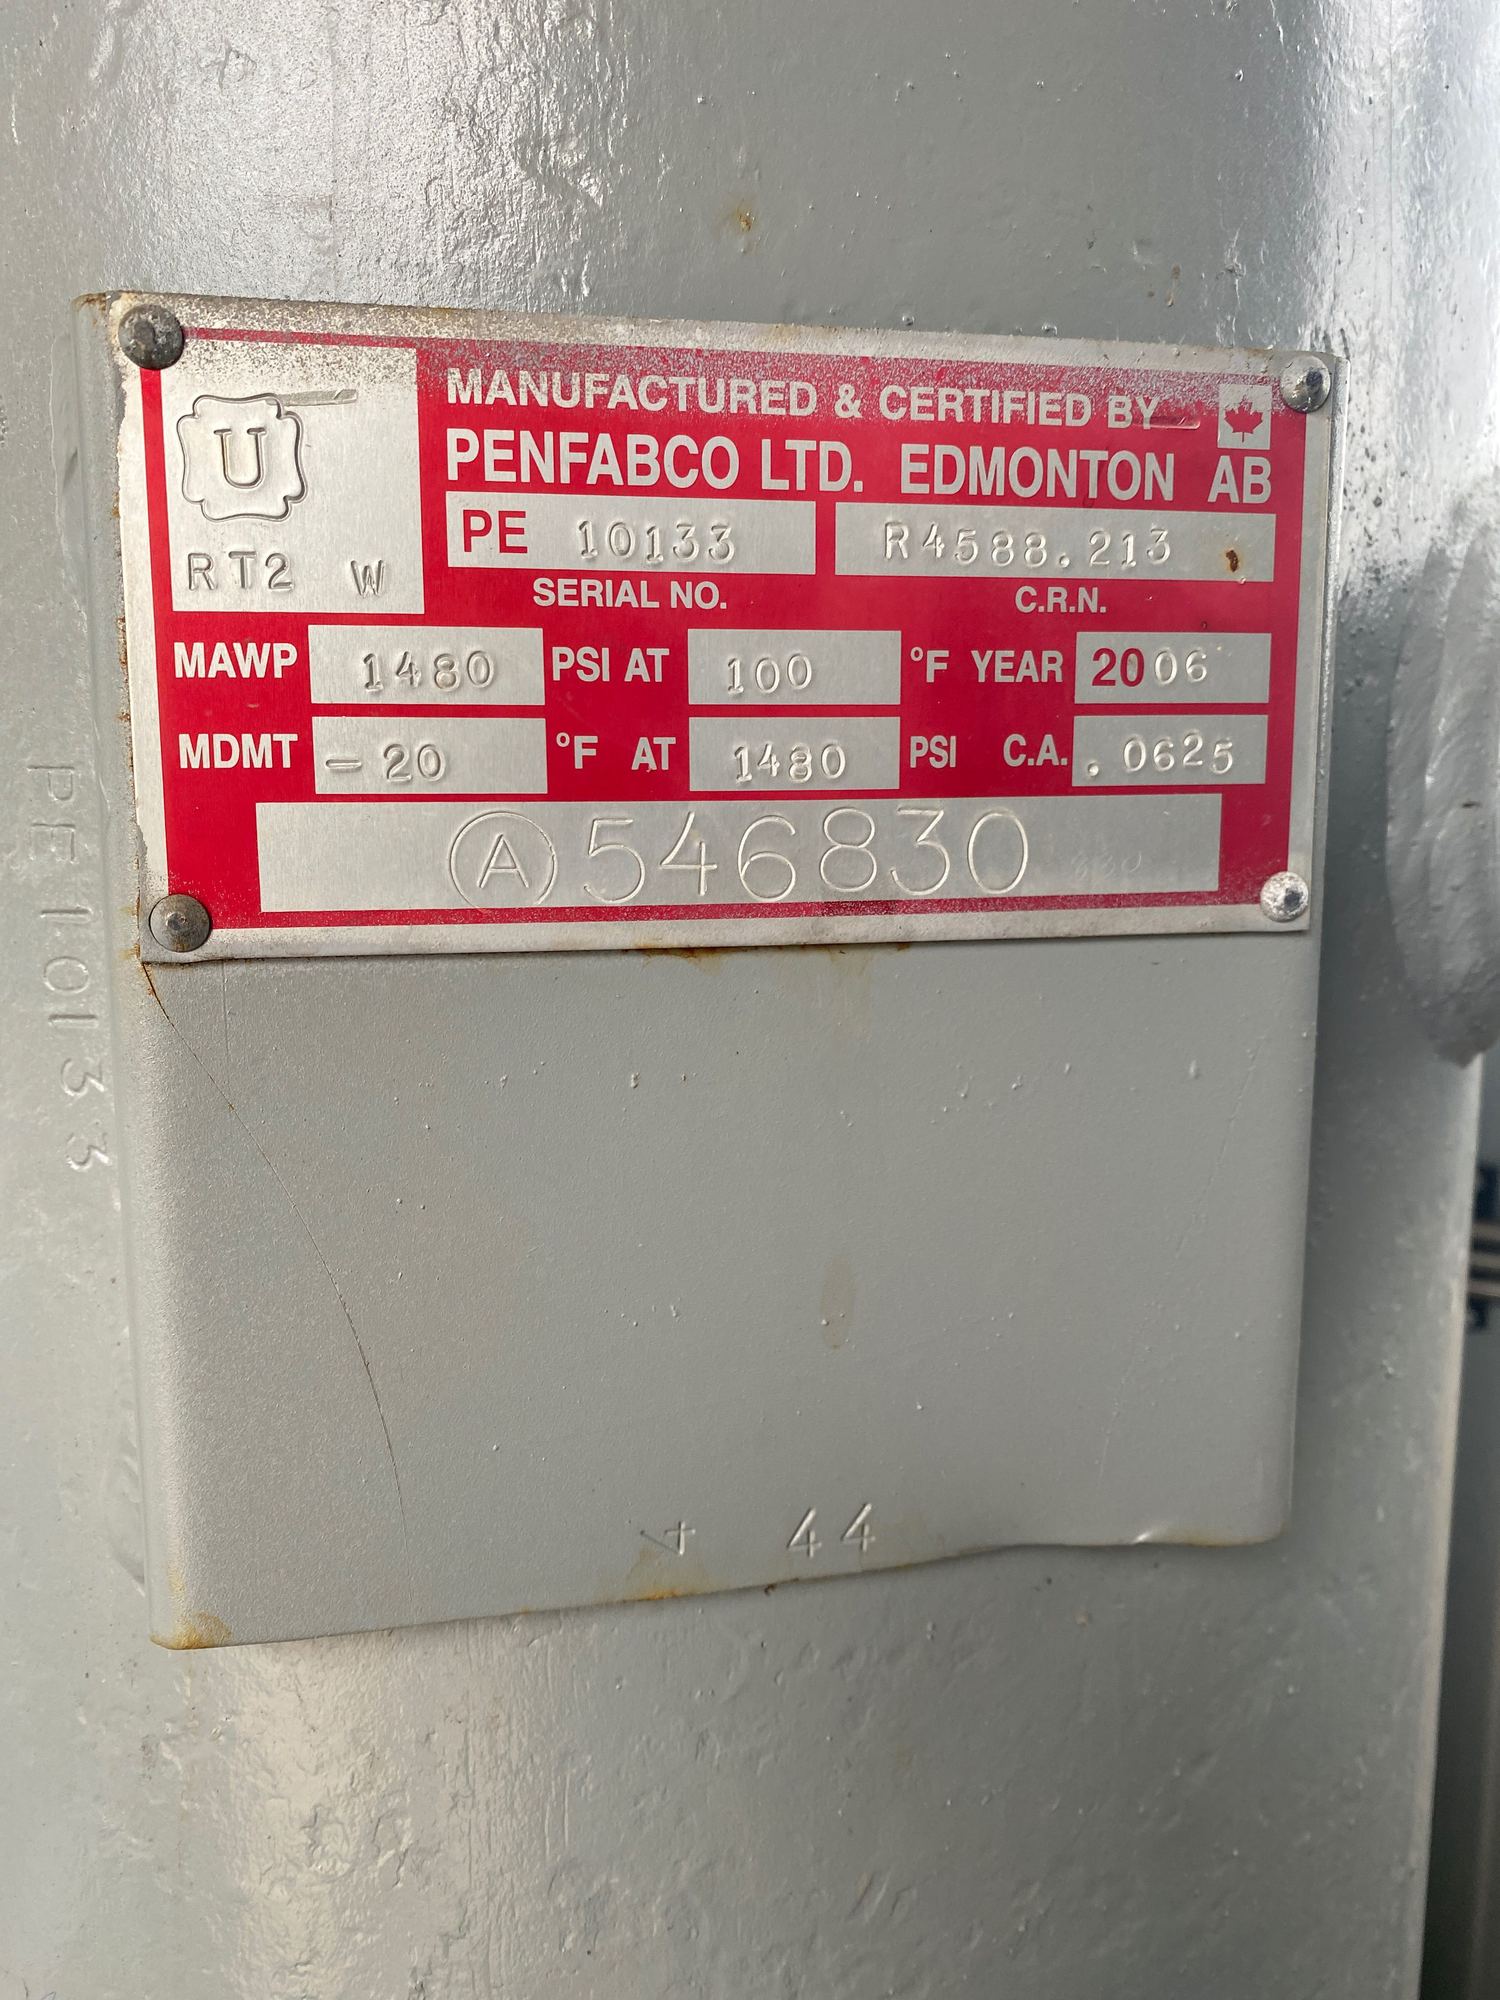 U
RT2 W
MANUFACTURED & CERTIFIED BY
PENFABCO LTD. EDMONTON AB
PE 10133 R4588.213
SERIAL NO. C.R.N.
MAWP 1480 PSI AT 100 °F YEAR 2006
MDMT -20 °F AT 1480 PSI C.A. .0625
A 546830
PE10133
44